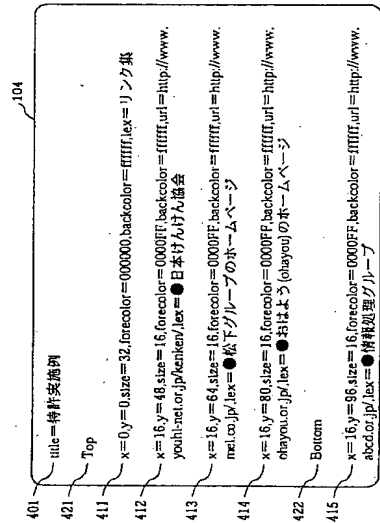 104
401 title=特許実施例
421 Top
411 x=0,y=0,size=32,forecolor=000000,backcolor=ffffff,lex=リンク集
412 x=16,y=48,size=16,forecolor=0000FF,backcolor=ffffff,url=http://www.
youhl-net.or.jp/kenken/,lex=●日本けんけん協会
413 x=16,y=64,size=16,forecolor=0000FF,backcolor=ffffff,url=http://www.
mei.co.jp/,lex=●松下グループのホームページ
414 x=16,y=80,size=16,forecolor=0000FF,backcolor=ffffff,url=http://www.
ohayou.or.jp/,lex=●おはよう(ohayou)のホームページ
422 Bottom
415 x=16,y=96,size=16,forecolor=0000FF,backcolor=ffffff,url=http://www.
abcd.or.jp/,lex=●情報処理グループ